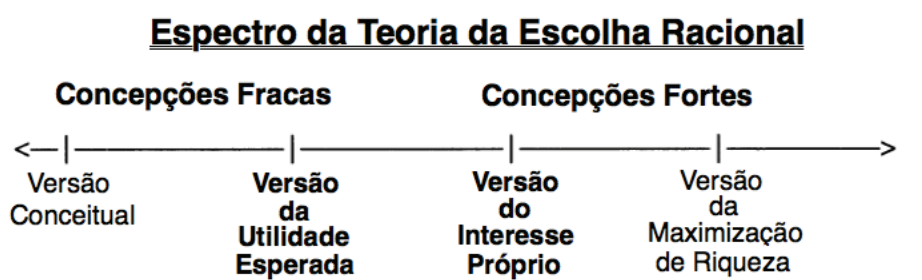 Espectro da Teoria da Escolha Racional
Concepções Fracas
Concepções Fortes
Versão
Conceitual
Versão
da
Utilidade
Esperada
Versão
do
Interesse
Próprio
Versão
da
Maximização
de Riqueza